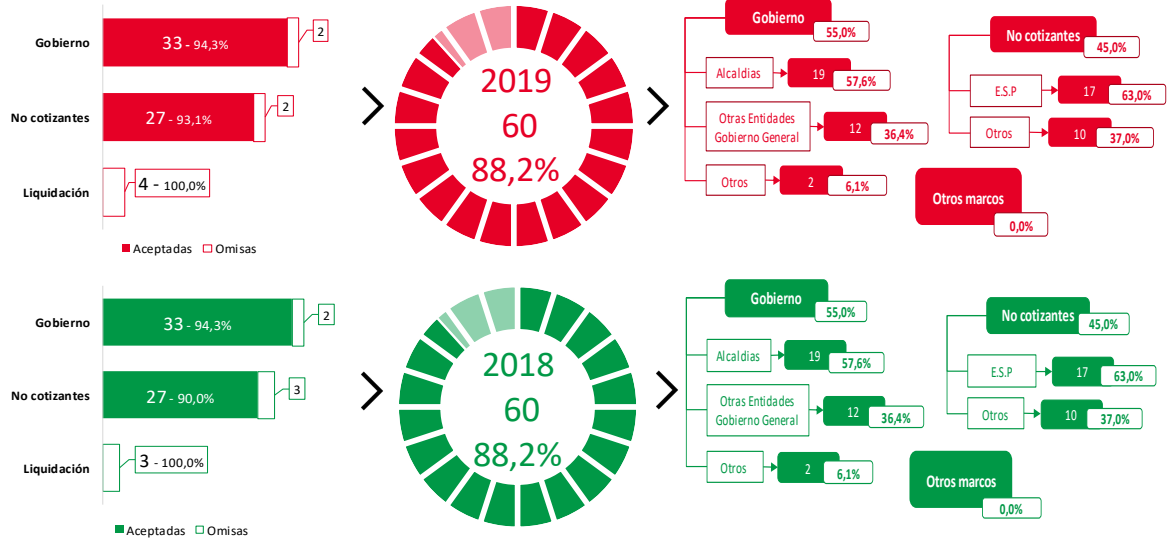 Gobierno
33 - 94,3%
2
No cotizantes
27 - 93,1%
2
Liquidación
4 - 100,0%
Aceptadas
Omisas
2019
60
88,2%
Gobierno
55,0%
Alcaldias
19
57,6%
Otras Entidades
Gobierno General
12
36,4%
Otros
2
6,1%
No cotizantes
45,0%
E.S.P
17
63,0%
Otros
10
37,0%
Otros marcos
0,0%
Gobierno
33 - 94,3%
2
No cotizantes
27 - 90,0%
3
Liquidación
3 - 100,0%
Aceptadas
Omisas
2018
60
88,2%
Gobierno
55,0%
Alcaldias
19
57,6%
Otras Entidades
Gobierno General
12
36,4%
Otros
2
6,1%
No cotizantes
45,0%
E.S.P
17
63,0%
Otros
10
37,0%
Otros marcos
0,0%